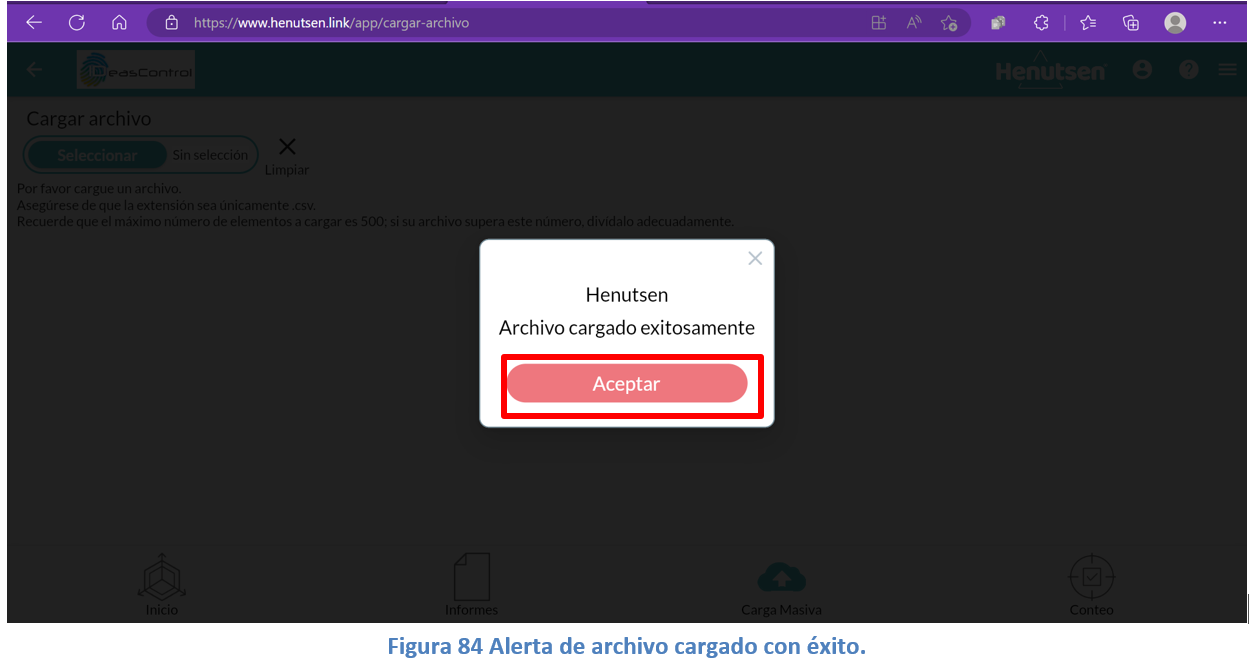 https://www.henutsen.link/app/cargar-archivo
easControl
Henutsen
Cargar archivo
Seleccionar
Sin selección
Limpiar
Por favor cargue un archivo.
Asegúrese de que la extensión sea únicamente .csv.
Recuerde que el máximo número de elementos a cargar es 500; si su archivo supera este número, divídalo adecuadamente.
Henutsen
Archivo cargado exitosamente
Aceptar
Inicio
Informes
Carga Masiva
Conteo
Figura 84 Alerta de archivo cargado con éxito.